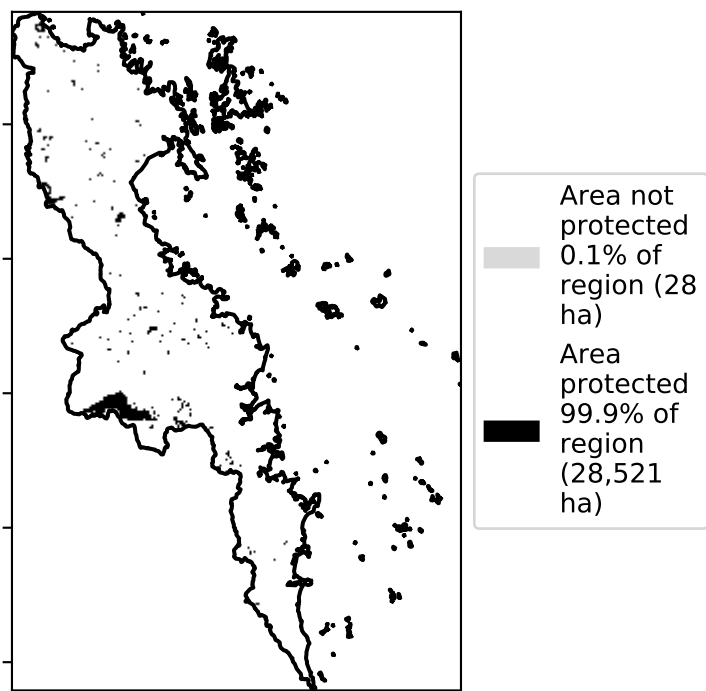 Area not
protected
0.1% of
region (28
ha)
Area
protected
99.9% of
region
(28,521
ha)